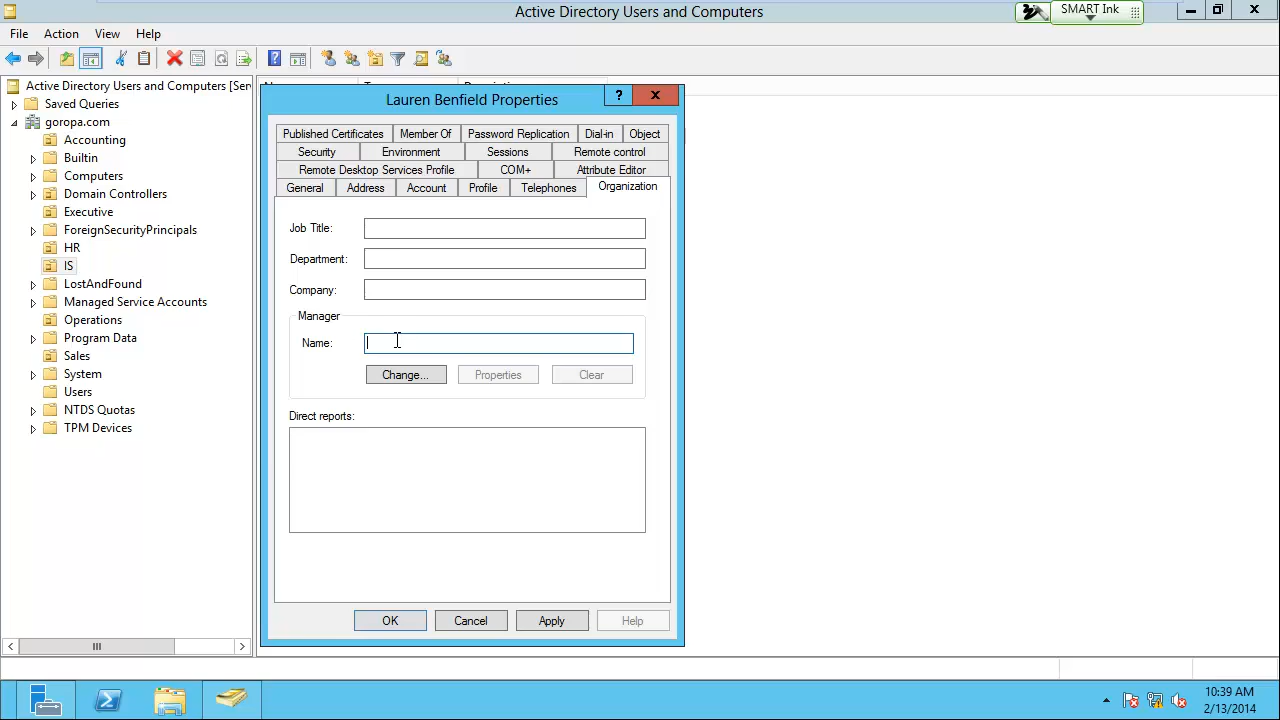 Active Directory Users and Computers
SMART Ink
File Action View Help
Active Directory Users and Computers [Ser
Saved Queries
goropa.com
Accounting
Builtin
Computers
Domain Controllers
Executive
ForeignSecurityPrincipals
HR
IS
LostAndFound
Managed Service Accounts
Operations
Program Data
Sales
System
Users
NTDS Quotas
TPM Devices
Lauren Benfield Properties
?
Published Certificates Member Of Password Replication Dial-in Object
Security Environment Sessions Remote control
Remote Desktop Services Profile COM+ Attribute Editor
General Address Account Profile Telephones Organization
Job Title:
Department:
Company:
Manager
Name:
Change... Properties Clear
Direct reports:
OK Cancel Apply Help
10:39 AM
2/13/2014